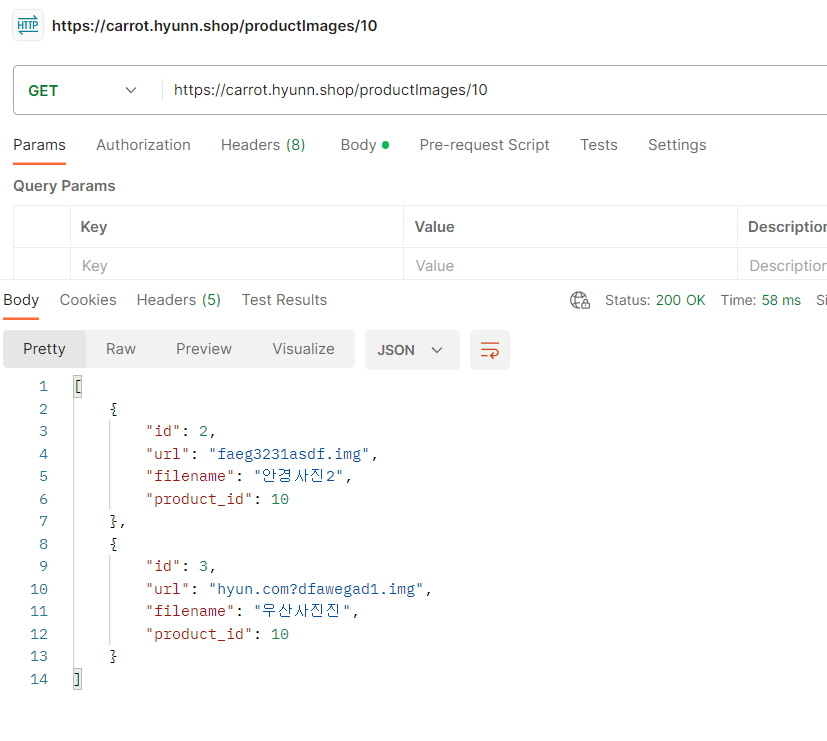 HTTP https://carrot.hyunn.shop/productImages/10
GET https://carrot.hyunn.shop/productImages/10
Params Authorization Headers (8) Body Pre-request Script Tests Settings
Query Params
Key Value Description
Key Value Description
Body Cookies Headers (5) Test Results Status: 200 OK Time: 58 ms Si
Pretty Raw Preview Visualize JSON
1 [
2 {
3 "id": 2,
4 "url": "faeg3231asdf.img",
5 "filename": "안경사진2",
6 "product_id": 10
7 },
8 {
9 "id": 3,
10 "url": "hyun.com?dfawegad1.img",
11 "filename": "우산사진진",
12 "product_id": 10
13 }
14 ]